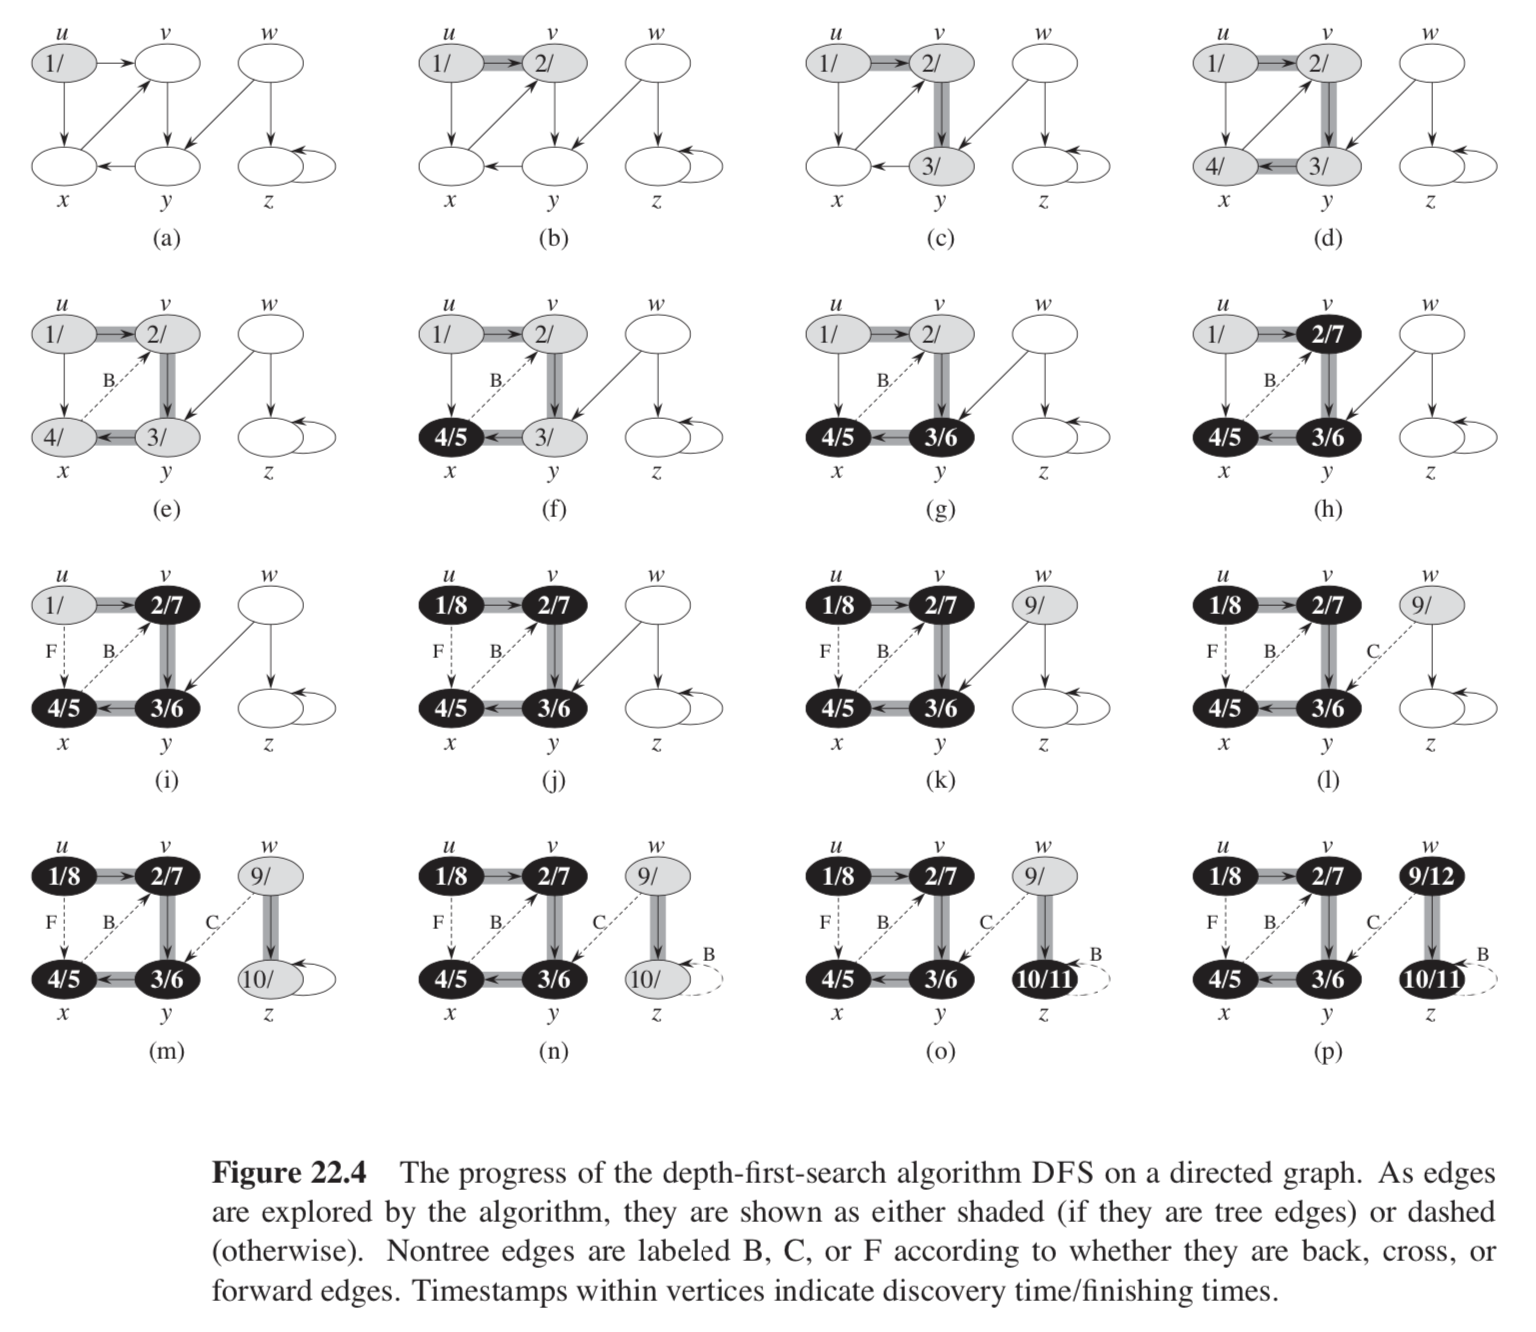 u v w u v w u v w u v w
1/ 1/ 2/ 1/ 2/ 1/ 2/
3/ 4/ 3/
x y z x y z x y z x y z
(a) (b) (c) (d)
u v w u v w u v w u v w
1/ 2/ 1/ 2/ 1/ 2/ 1/ 2/7
B B B B
4/ 3/ 4/5 3/ 4/5 3/6 4/5 3/6
x y z x y z x y z x y z
(e) (f) (g) (h)
u v w u v w u v w u v w
1/ 2/7 1/8 2/7 1/8 2/7 9/ 1/8 2/7 9/
F B F B F B F B C
4/5 3/6 4/5 3/6 4/5 3/6 4/5 3/6
x y z x y z x y z x y z
(i) (j) (k) (l)
u v w u v w u v w u v w
1/8 2/7 9/ 1/8 2/7 9/ 1/8 2/7 9/ 1/8 2/7 9/12
F B C F B C B F B C B F B C B
4/5 3/6 10/ 4/5 3/6 10/ 4/5 3/6 10/11 4/5 3/6 10/11
x y z x y z x y z x y z
(m) (n) (o) (p)
Figure 22.4 The progress of the depth-first-search algorithm DFS on a directed graph. As edges
are explored by the algorithm, they are shown as either shaded (if they are tree edges) or dashed
(otherwise). Nontree edges are labeled B, C, or F according to whether they are back, cross, or
forward edges. Timestamps within vertices indicate discovery time/finishing times.